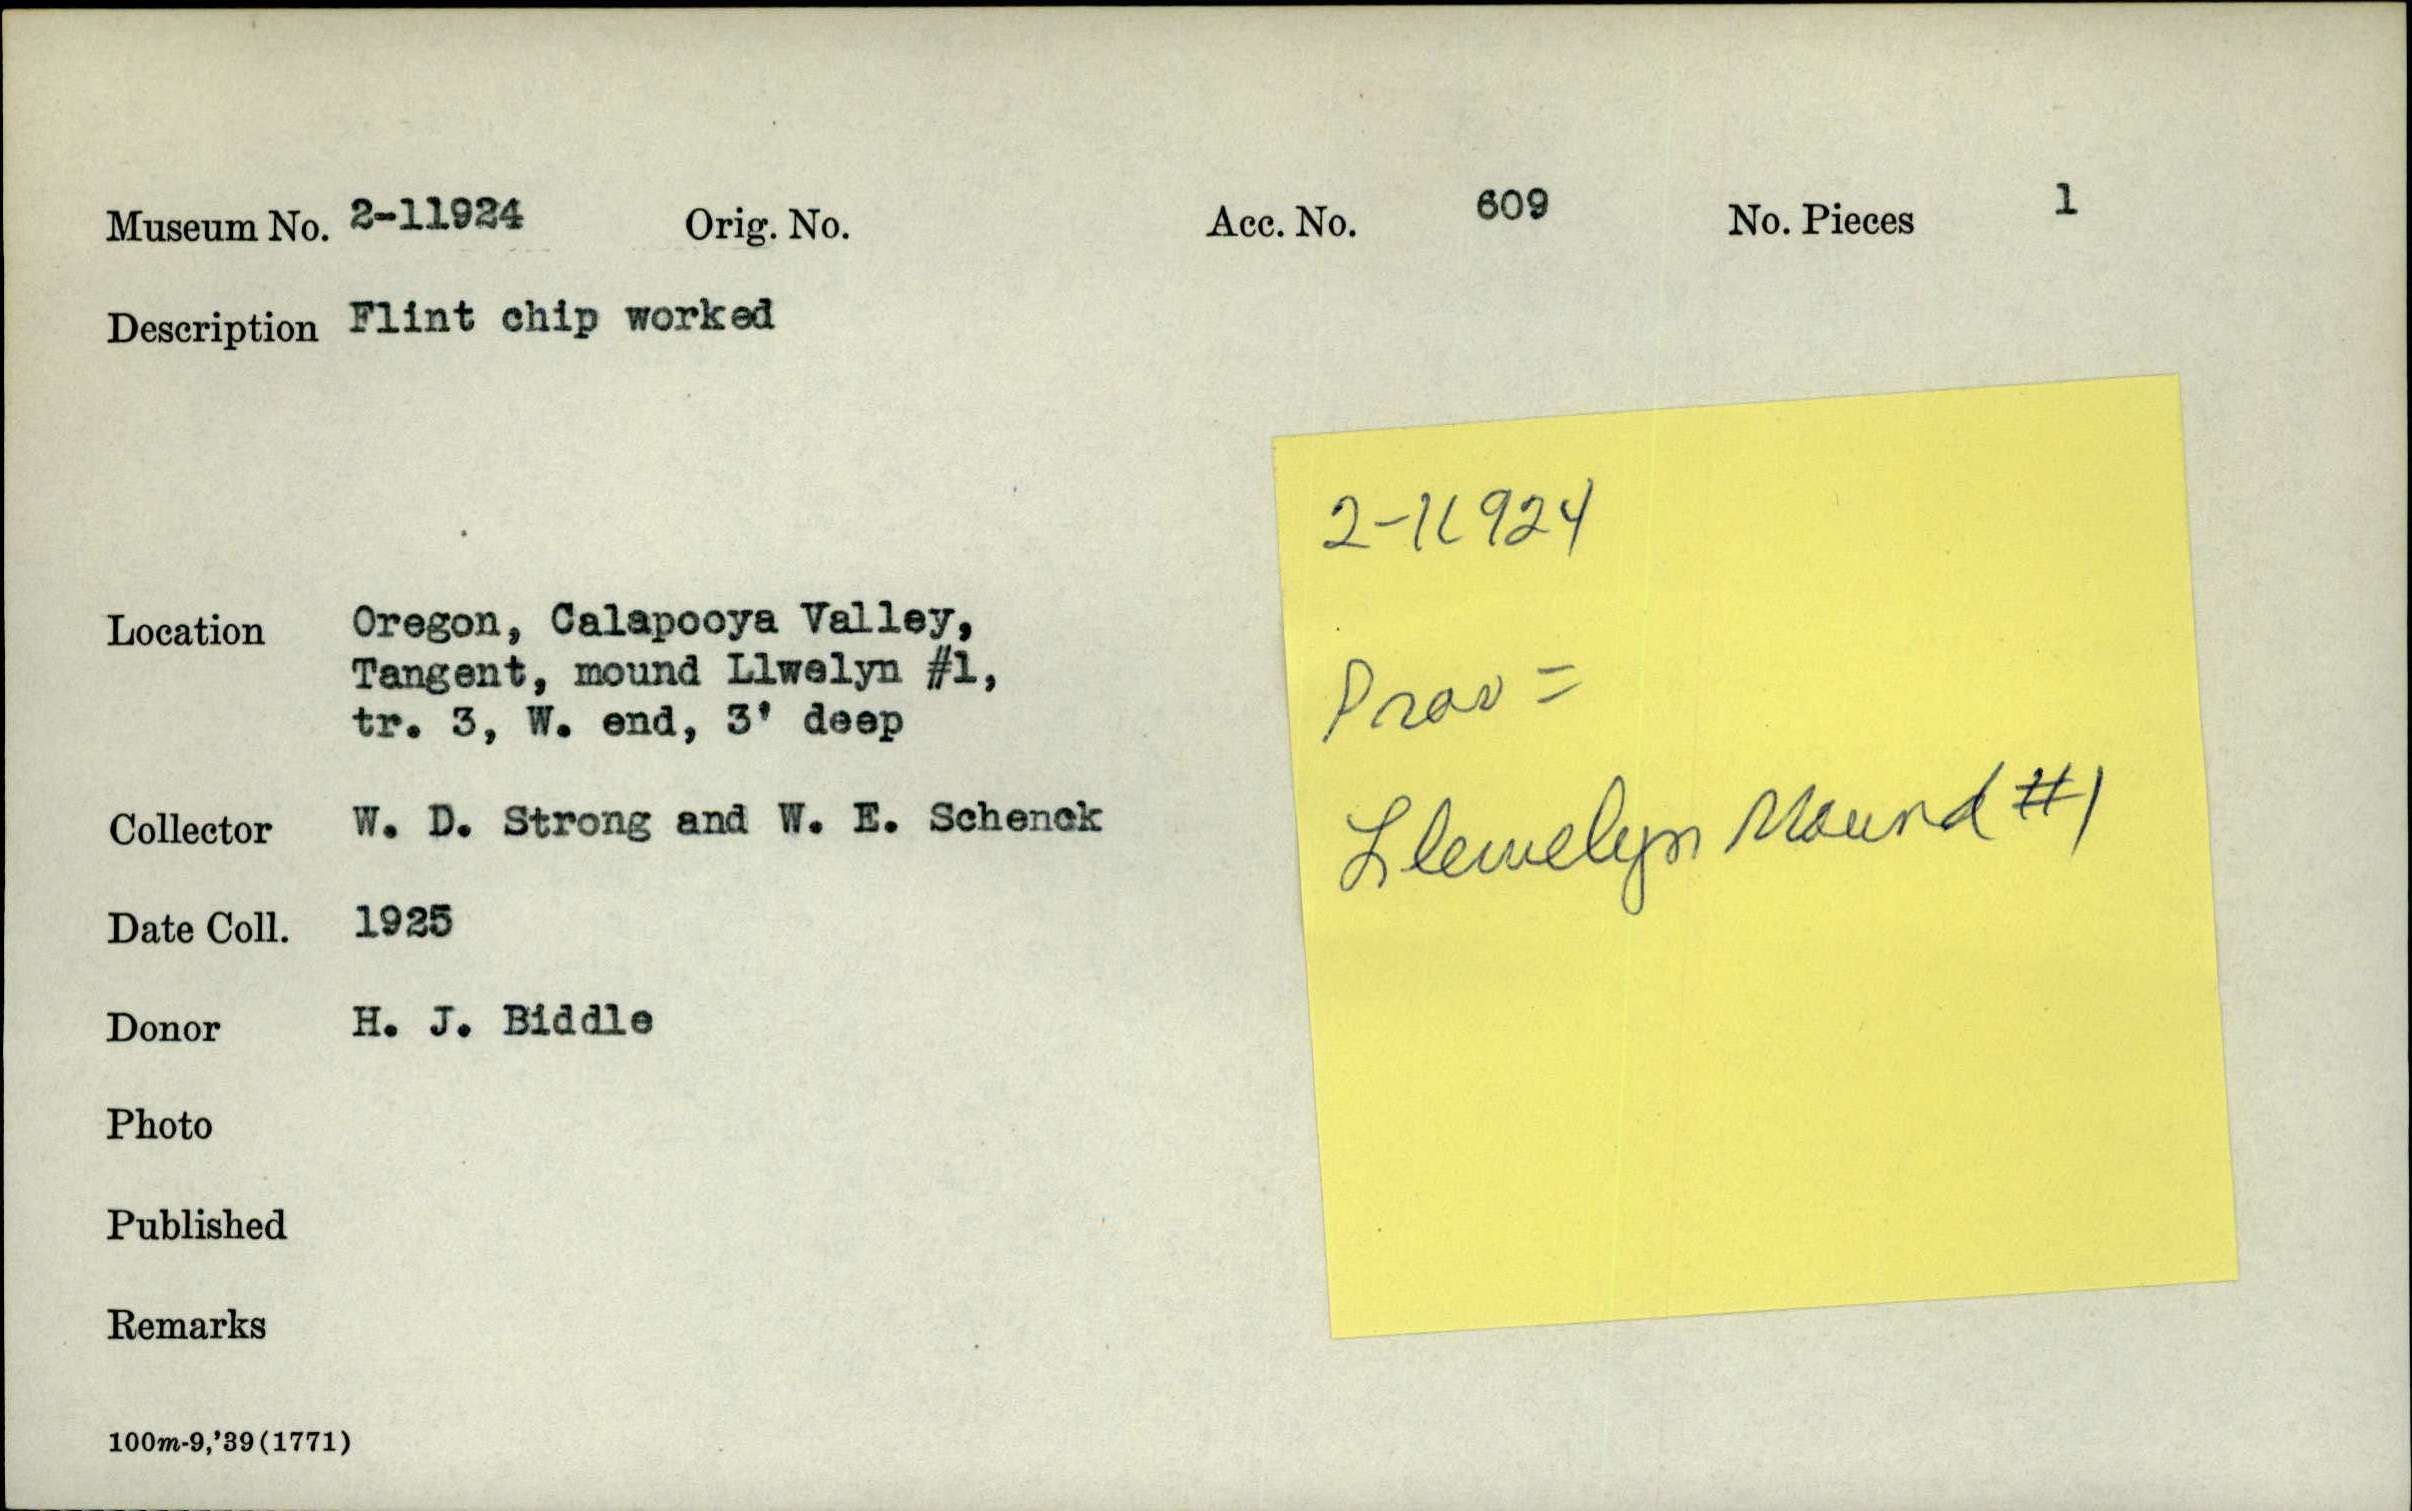 Museum No. 2-11924 Orig. No. Acc. No. 609 No. Pieces 1
Description Flint chip worked
Location Oregon, Calapooya Valley,
Tangent, mound Llwelyn #1,
tr. 3, W. end, 3' deep
Collector W. D. Strong and W. E. Schenck
Date Coll. 1925
Donor H. J. Biddle
Photo
Published
Remarks
100m-9,'39(1771)
2-11924
Prov =
Llewelyn Mound #1